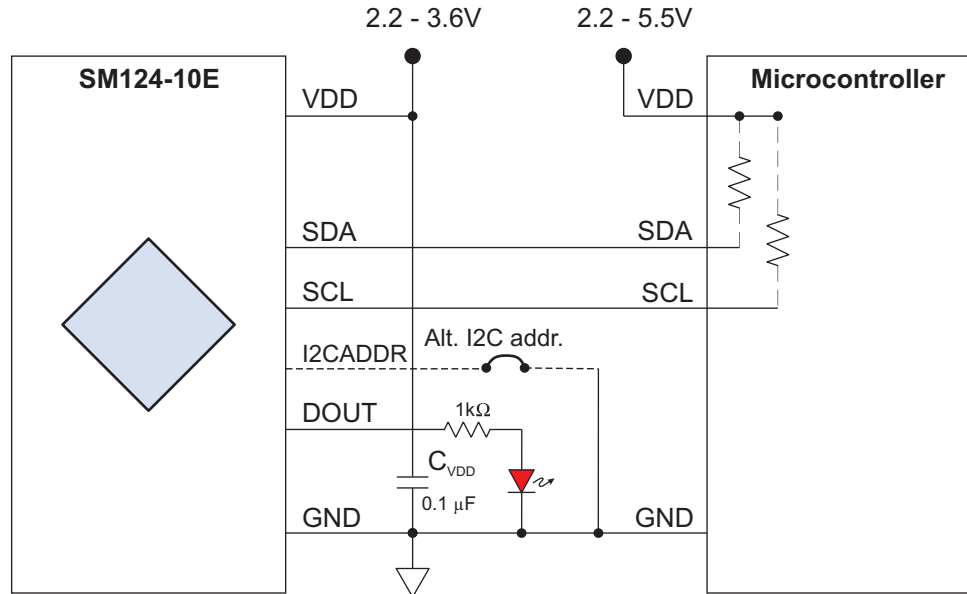 2.2 - 3.6V
2.2 - 5.5V
SM124-10E
Microcontroller
VDD
VDD
SDA
SDA
SCL
SCL
I2CADDR
Alt. I2C addr.
DOUT
1kΩ
CVDD
0.1 µF
GND
GND